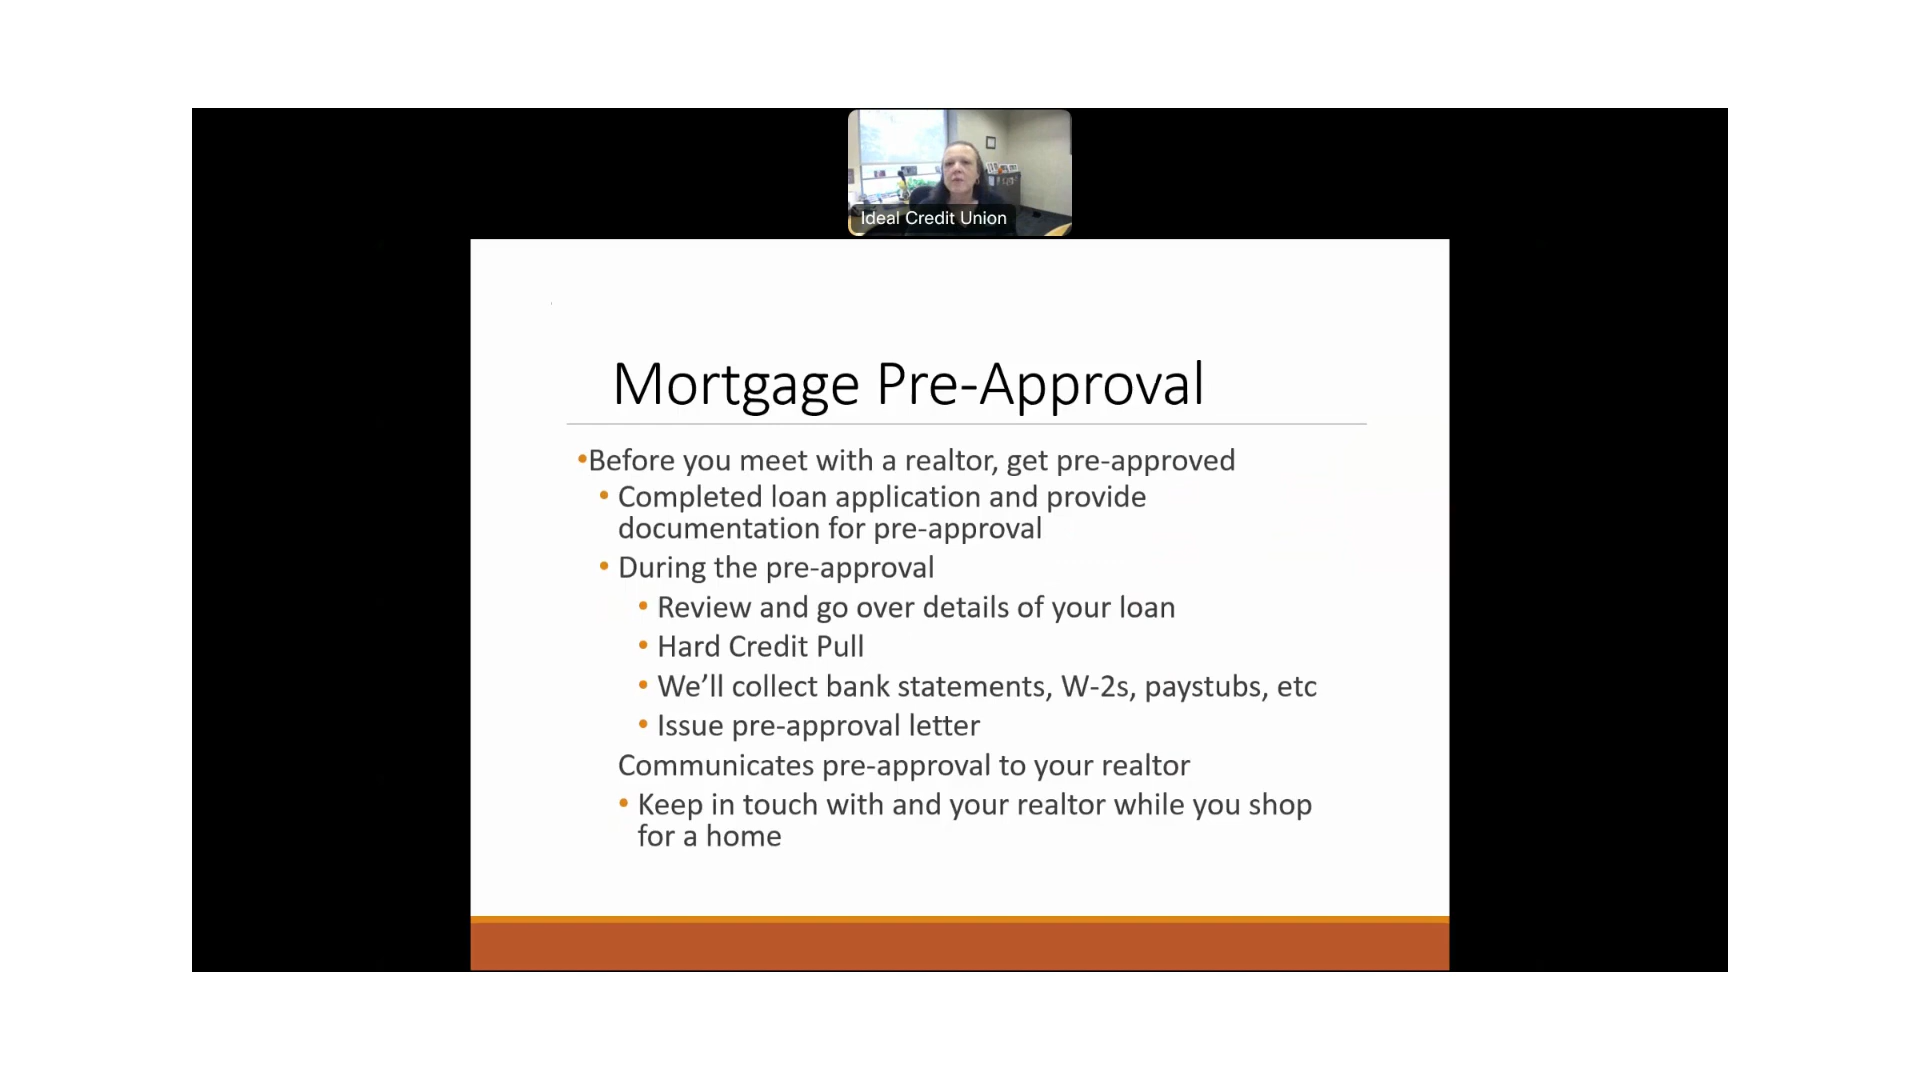 Ideal Credit Union
Mortgage Pre-Approval
•Before you meet with a realtor, get pre-approved
• Completed loan application and provide
documentation for pre-approval
• During the pre-approval
• Review and go over details of your loan
• Hard Credit Pull
• We’ll collect bank statements, W-2s, paystubs, etc
• Issue pre-approval letter
Communicates pre-approval to your realtor
• Keep in touch with and your realtor while you shop
for a home